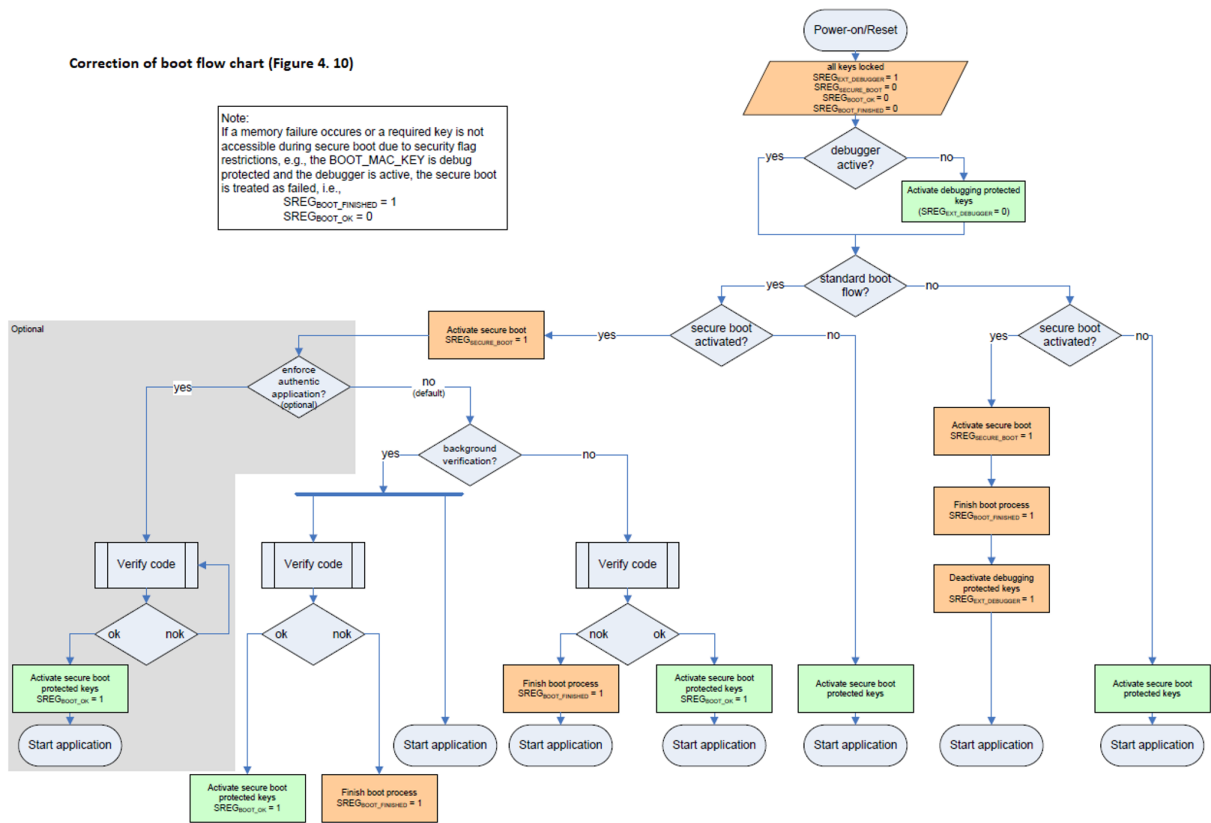 Power-on/Reset
Correction of boot flow chart (Figure 4. 10)
all keys locked
SREGEXT_DEBUGGER = 1
SREGSECURE_BOOT = 0
SREGBOOT_OK = 0
SREGBOOT_FINISHED = 0
Note:
If a memory failure occures or a required key is not
accessible during secure boot due to security flag
restrictions, e.g., the BOOT_MAC_KEY is debug
protected and the debugger is active, the secure boot
is treated as failed, i.e.,
SREGBOOT_FINISHED = 1
SREGBOOT_OK = 0
yes
debugger
active?
no
Activate debugging protected
keys
(SREGEXT_DEBUGGER = 0)
yes
standard boot
flow?
no
Optional
Activate secure boot
SREGSECURE_BOOT = 1
yes
secure boot
activated?
no
yes
secure boot
activated?
no
yes
enforce
authentic
application?
(optional)
no
(default)
Activate secure boot
SREGSECURE_BOOT = 1
yes
background
verification?
no
Finish boot process
SREGBOOT_FINISHED = 1
Verify code
Verify code
Verify code
Deactivate debugging
protected keys
SREGEXT_DEBUGGER = 1
ok
nok
ok
nok
nok
ok
Activate secure boot
protected keys
SREGBOOT_OK = 1
Finish boot process
SREGBOOT_FINISHED = 1
Activate secure boot
protected keys
SREGBOOT_OK = 1
Activate secure boot
protected keys
Activate secure boot
protected keys
Start application
Start application
Start application
Start application
Start application
Start application
Start application
Activate secure boot
protected keys
SREGBOOT_OK = 1
Finish boot process
SREGBOOT_FINISHED = 1